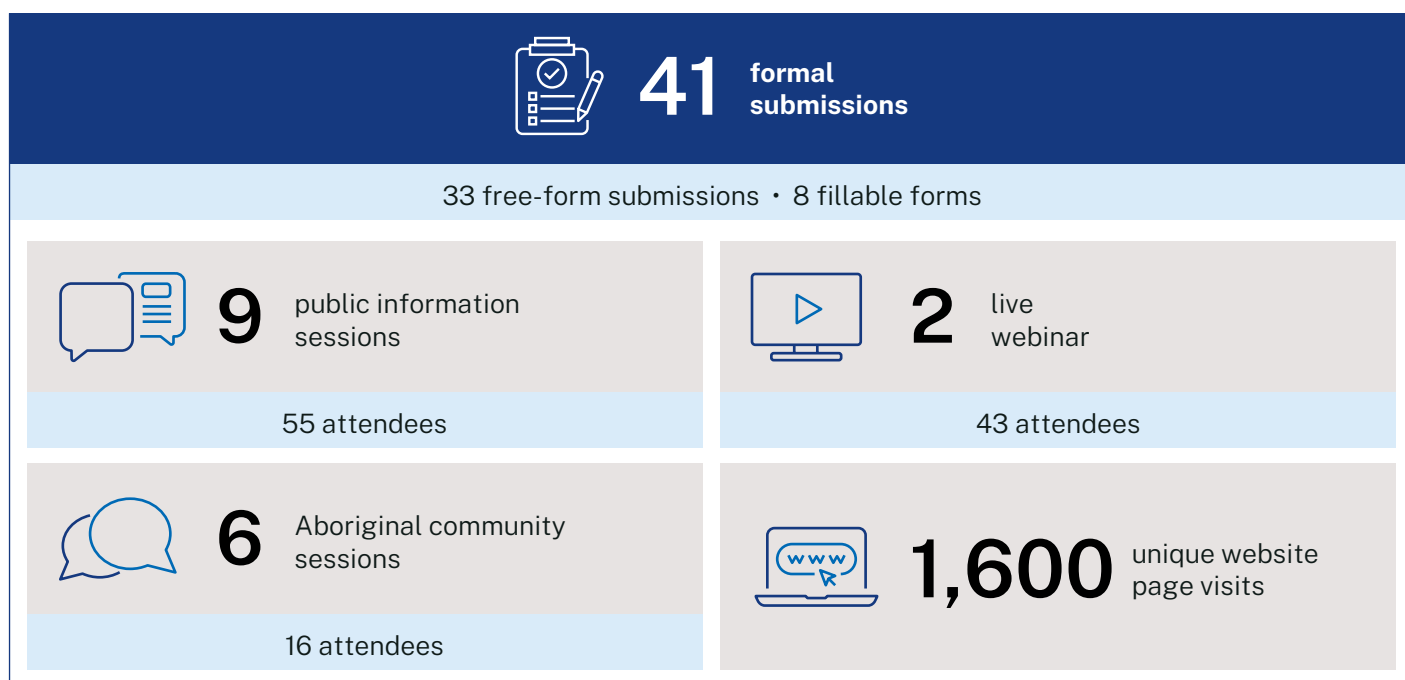 41 formal
submissions
33 free-form submissions • 8 fillable forms
9 public information
sessions
55 attendees
2 live
webinar
43 attendees
6 Aboriginal community
sessions
16 attendees
www
1,600 unique website
page visits